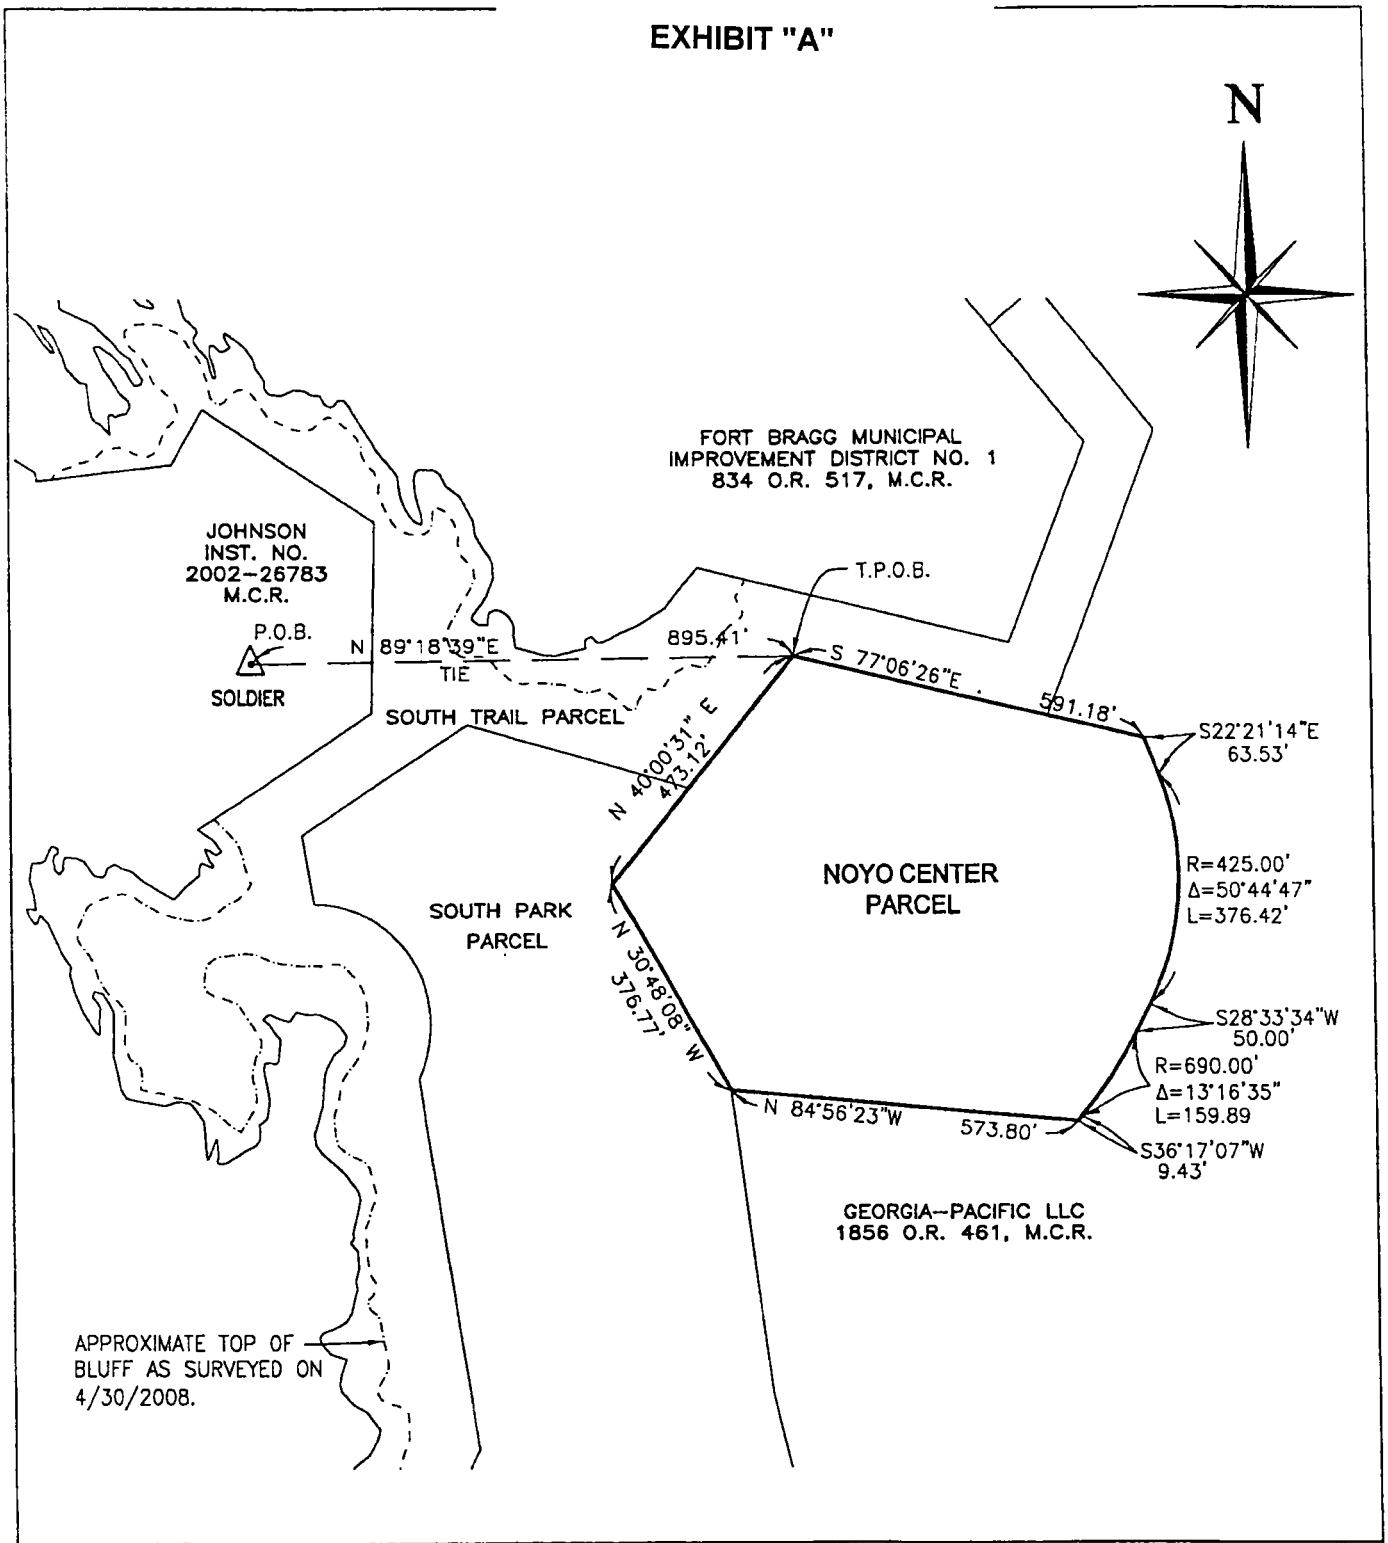 EXHIBIT "A"
N
FORT BRAGG MUNICIPAL
IMPROVEMENT DISTRICT NO. 1
834 O.R. 517, M.C.R.
JOHNSON
INST. NO.
2002-26783
M.C.R.
P.O.B.
SOLDIER
N 89°18'39"E
TIE
895.41'
T.P.O.B.
S 77°06'26"E
591.18'
S22°21'14"E
63.53'
SOUTH TRAIL PARCEL
N 40°00'31" E
473.12'
NOYO CENTER
PARCEL
R=425.00'
Δ=50°44'47"
L=376.42'
SOUTH PARK
PARCEL
N 30°48'08" W
376.77'
S28°33'34"W
50.00'
R=690.00'
Δ=13°16'35"
L=159.89
N 84°56'23"W
573.80'
S36°17'07"W
9.43'
GEORGIA-PACIFIC LLC
1856 O.R. 461, M.C.R.
APPROXIMATE TOP OF
BLUFF AS SURVEYED ON
4/30/2008.